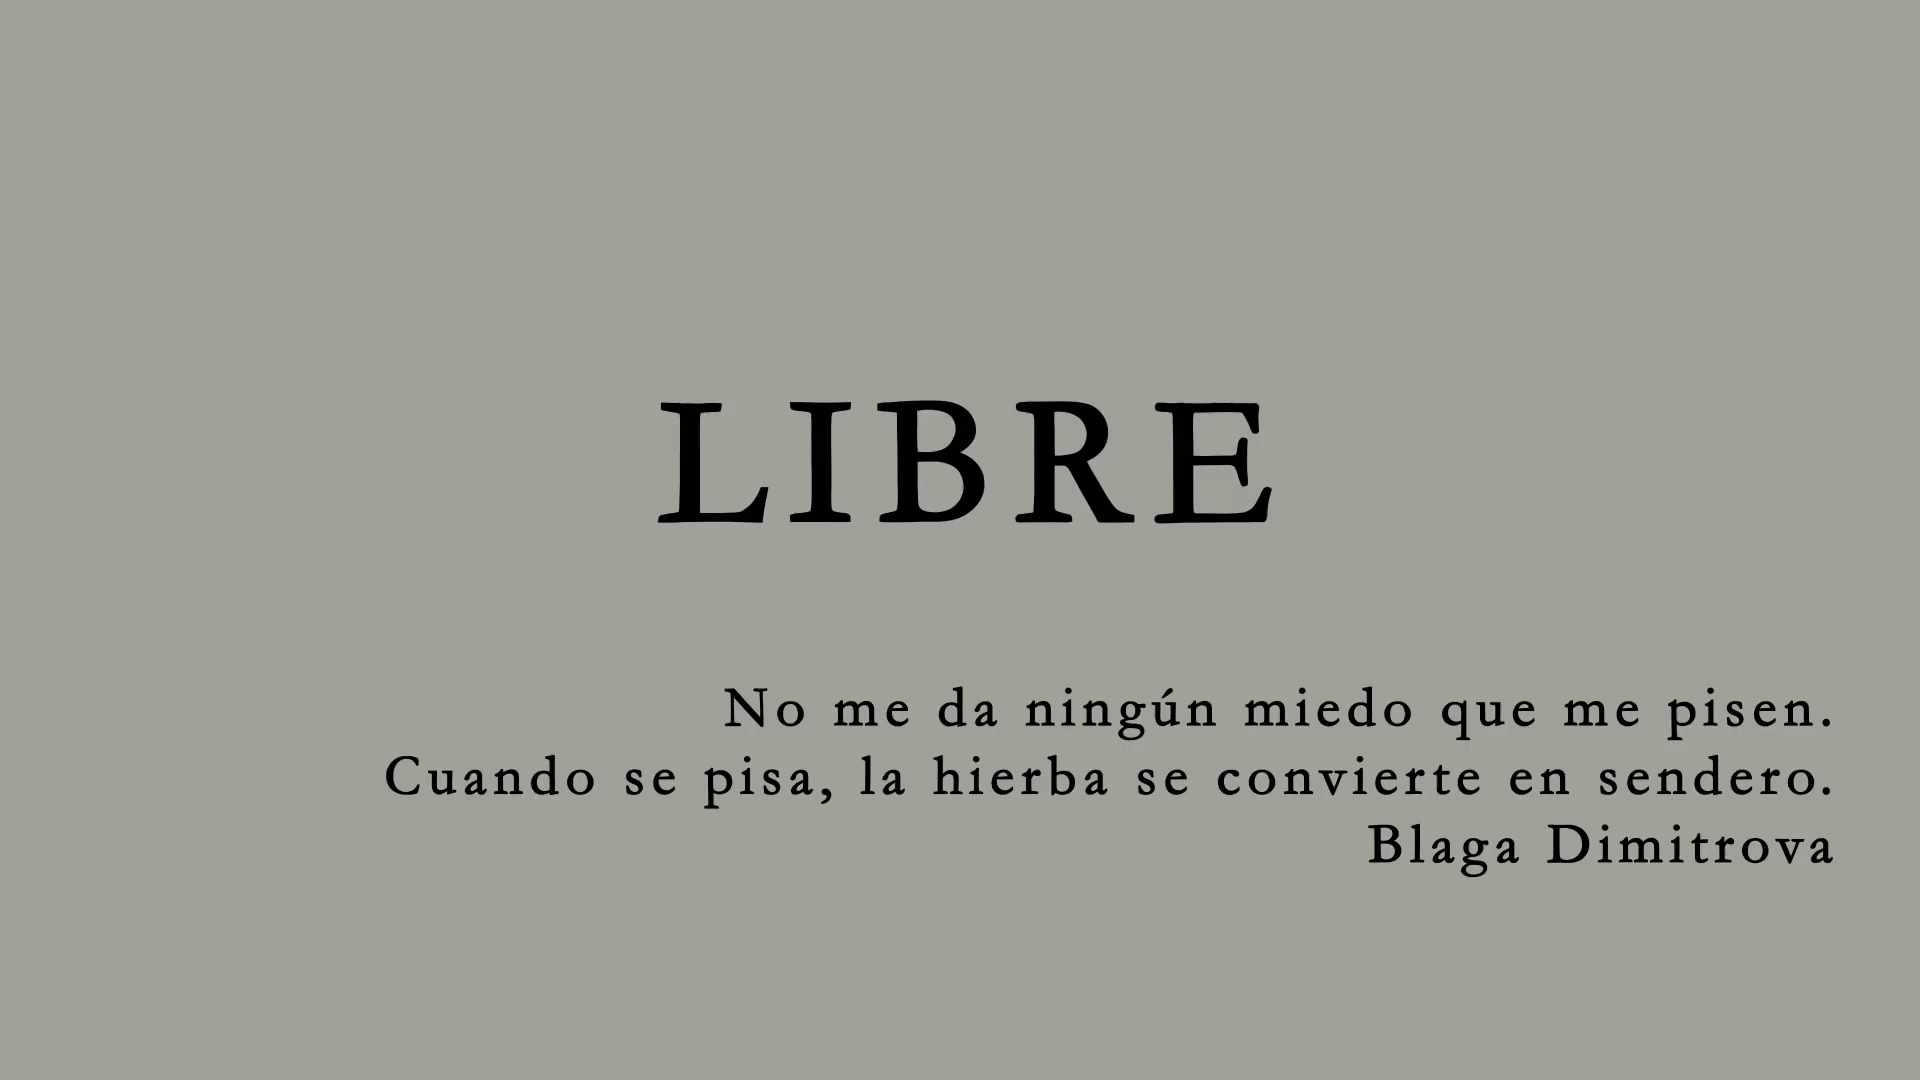 LIBRE
No me da ningún miedo que me pisen.
Cuando se pisa, la hierba se convierte en sendero.
Blaga Dimitrova